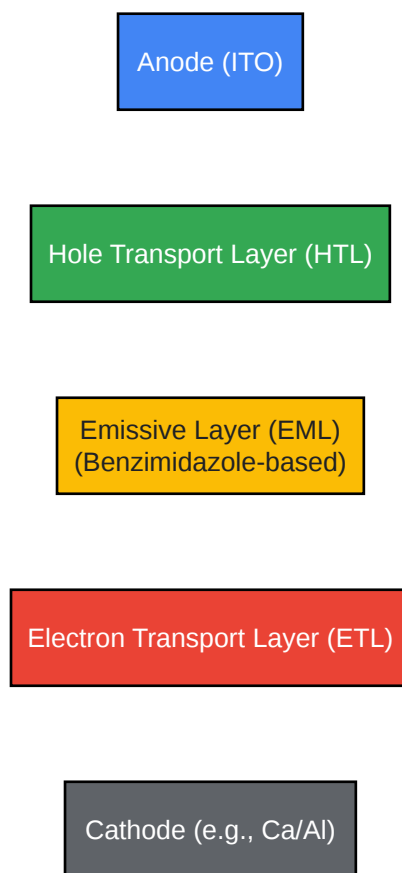 Anode (ITO)
Hole Transport Layer (HTL)
Emissive Layer (EML)
(Benzimidazole-based)
Electron Transport Layer (ETL)
Cathode (e.g., Ca/Al)